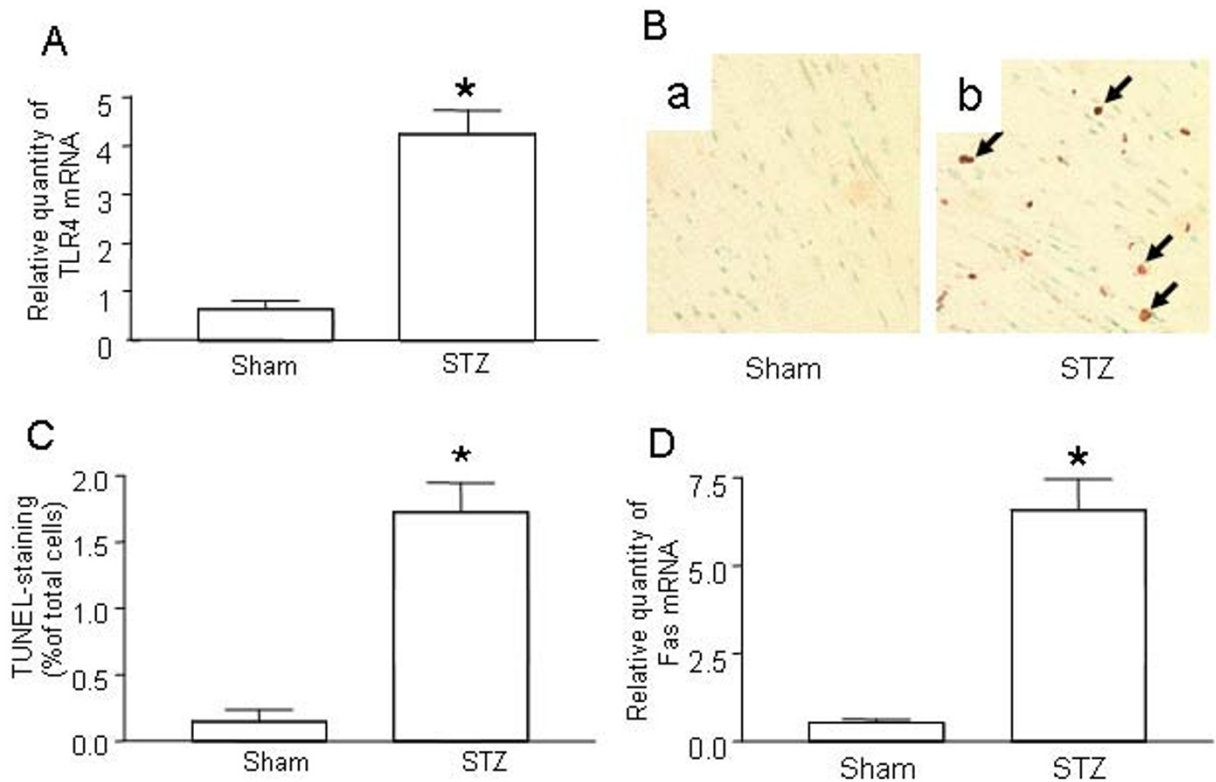 A
Relative quantity of
TLR4 mRNA
5
4
3
2
1
0
*
Sham
STZ
B
a
b
Sham
STZ
C
TUNEL-staining
(%of total cells)
2.0
1.5
1.0
0.5
0.0
*
Sham
STZ
D
Relative quantity of
Fas mRNA
7.5
5.0
2.5
0.0
*
Sham
STZ